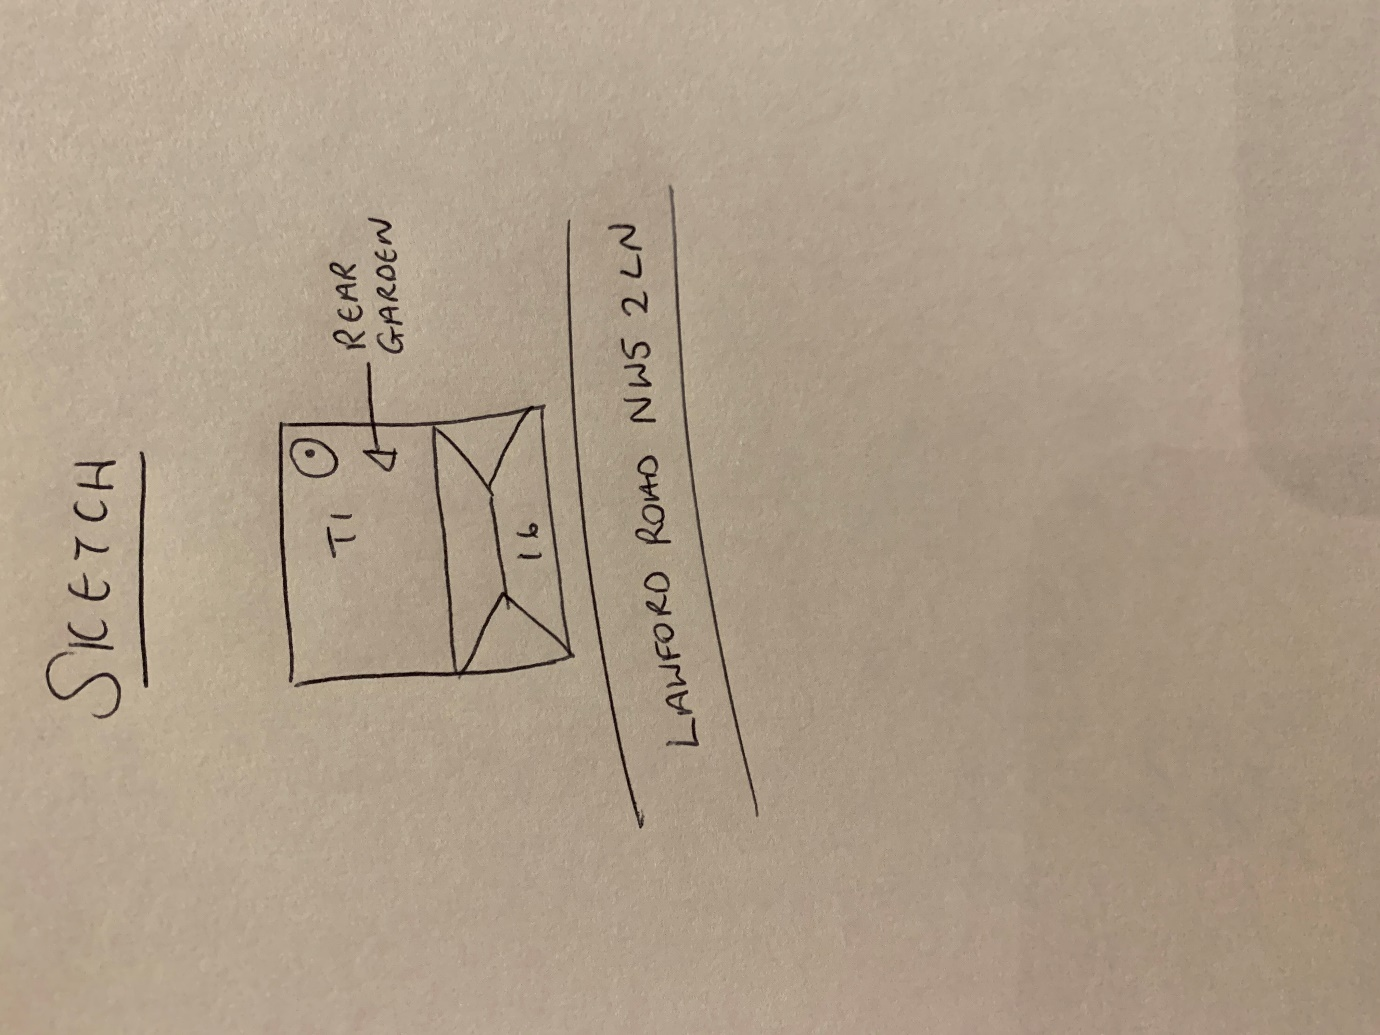 SKETCH
T1
REAR
GARDEN
16
LAWFORD ROAD NW5 2LN